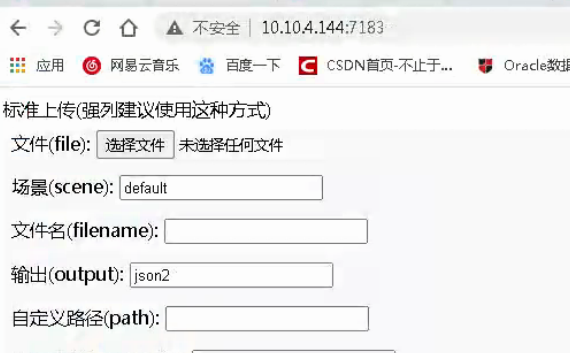 不安全 | 10.10.4.144:7183
应用 网易云音乐 百度一下 CSDN首页-不止于... Oracle数据
标准上传(强列建议使用这种方式)
文件(file): 选择文件 未选择任何文件
场景(scene): default
文件名(filename):
输出(output): json2
自定义路径(path):